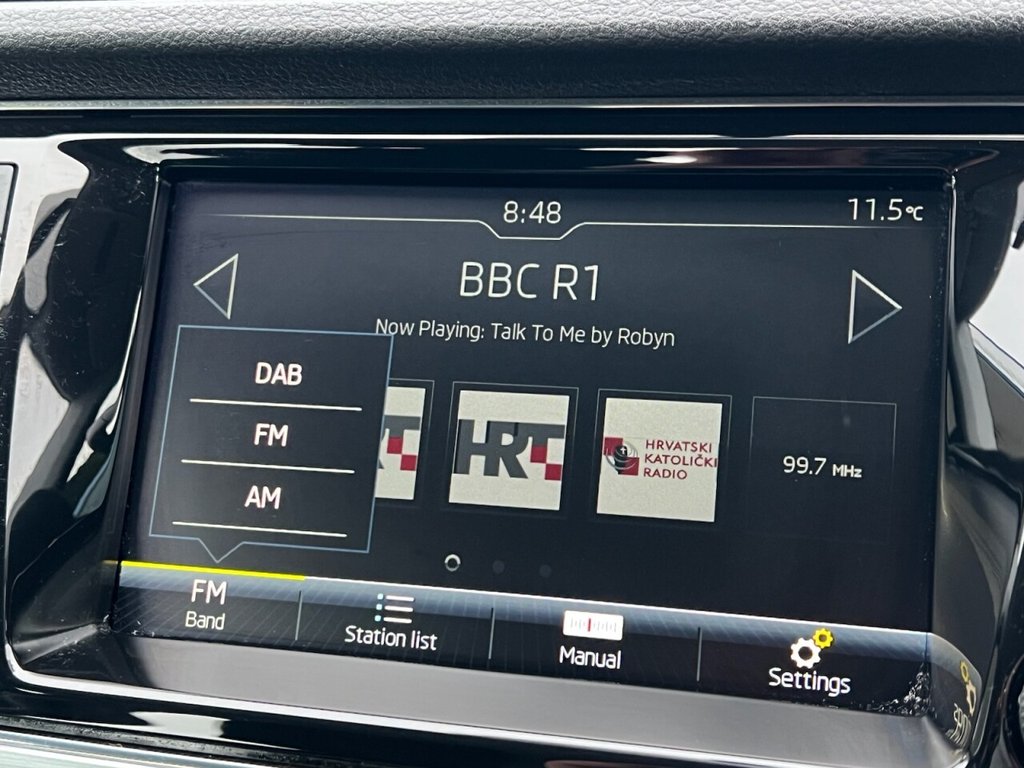 8:48
11.5°C
BBC R1
Now Playing: Talk To Me by Robyn
DAB
FM
AM
HRT
HRVATSKI
KATOLIČKI
RADIO
99.7 MHz
FM
Band
Station list
Manual
Settings